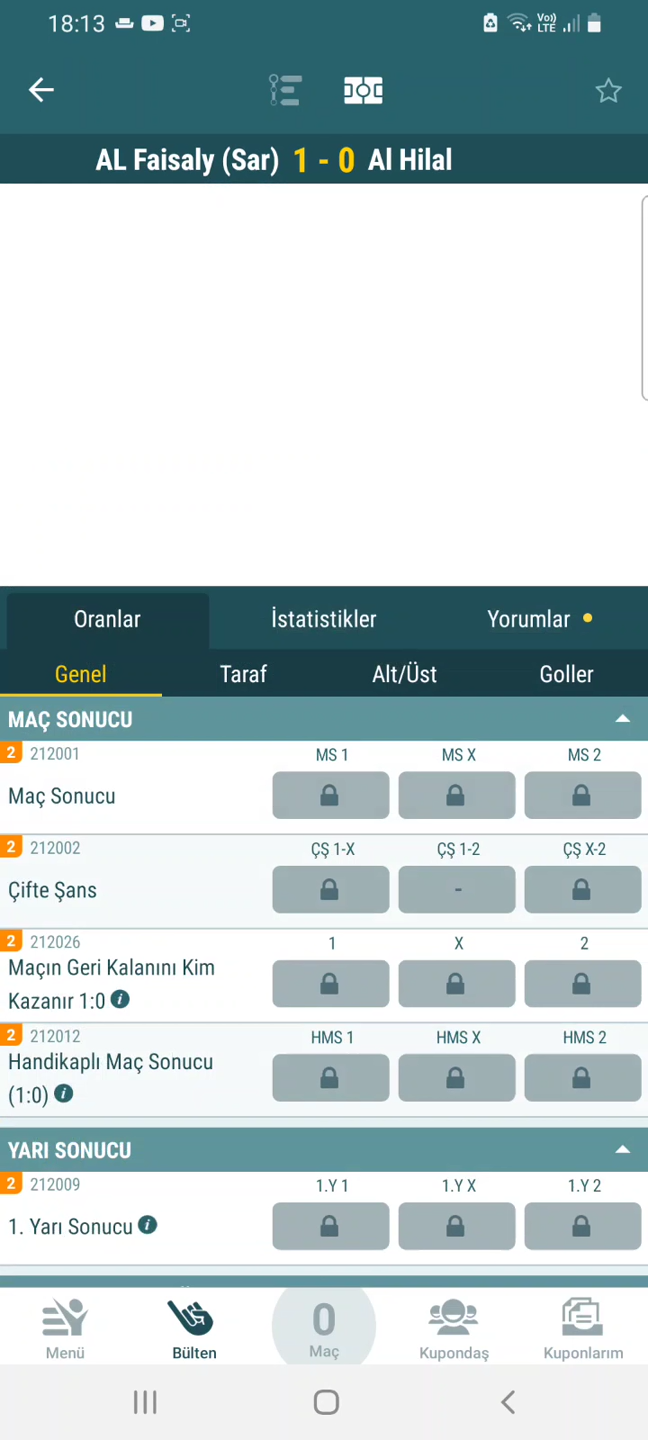 18:13
Vo))
LTE
AL Faisaly (Sar) 1 - 0 Al Hilal
Oranlar İstatistikler Yorumlar
Genel Taraf Alt/Üst Goller
MAÇ SONUCU
2 212001 MS 1 MS X MS 2
Maç Sonucu
2 212002 ÇŞ 1-X ÇŞ 1-2 ÇŞ X-2
Çifte Şans -
2 212026 1 X 2
Maçın Geri Kalanını Kim
Kazanır 1:0 i
2 212012 HMS 1 HMS X HMS 2
Handikaplı Maç Sonucu
(1:0) i
YARI SONUCU
2 212009 1.Y 1 1.Y X 1.Y 2
1. Yarı Sonucu i
0
Menü Bülten Maç Kupondaş Kuponlarım